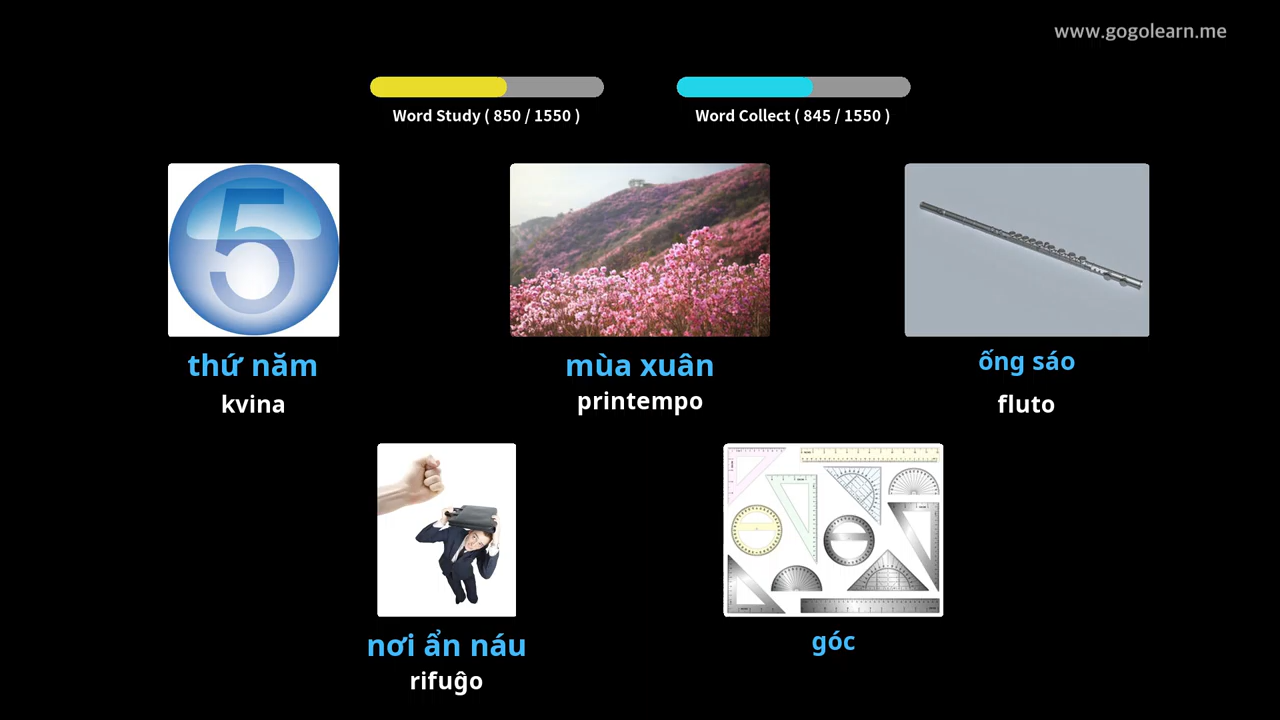 www.gogolearn.me
Word Study ( 850 / 1550 )
Word Collect ( 845 / 1550 )
5
thứ năm
kvina
mùa xuân
printempo
ống sáo
fluto
nơi ẩn náu
rifuĝo
góc